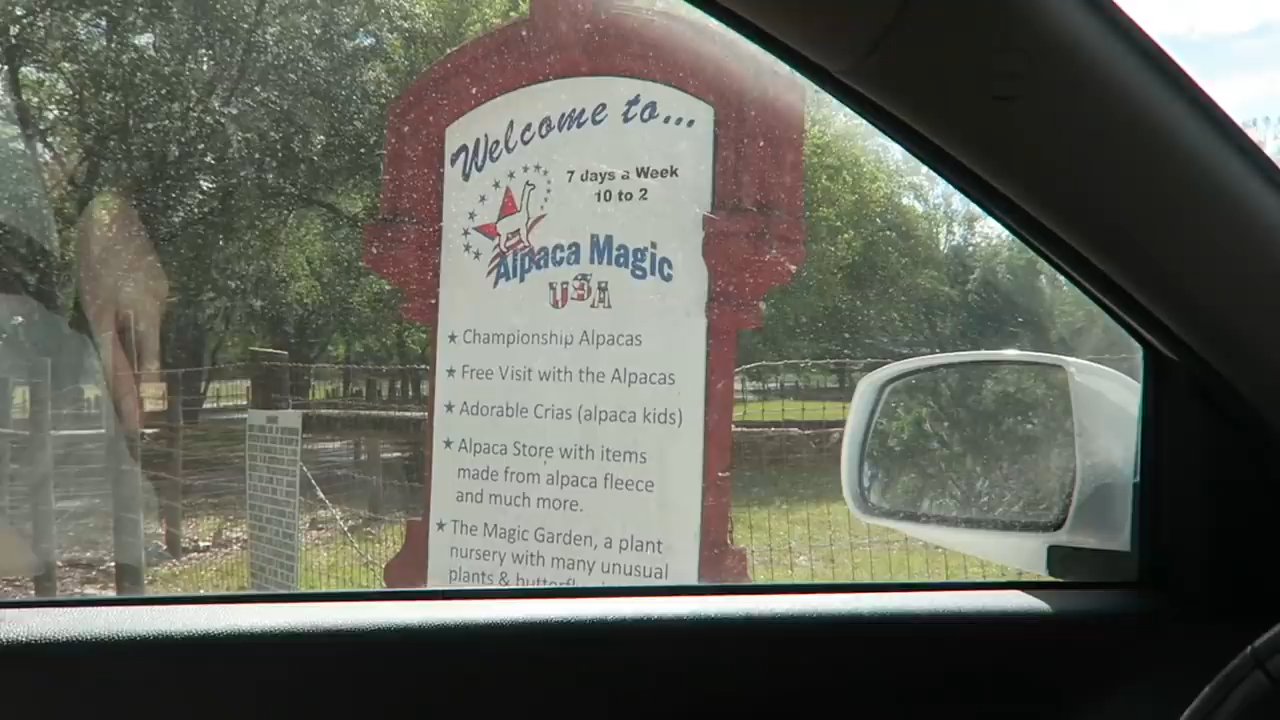 Welcome to...
7 days a Week
10 to 2
Alpaca Magic
USA
★ Championship Alpacas
★ Free Visit with the Alpacas
★ Adorable Crias (alpaca kids)
★ Alpaca Store with items
made from alpaca fleece
and much more.
★ The Magic Garden, a plant
nursery with many unusual
plants &